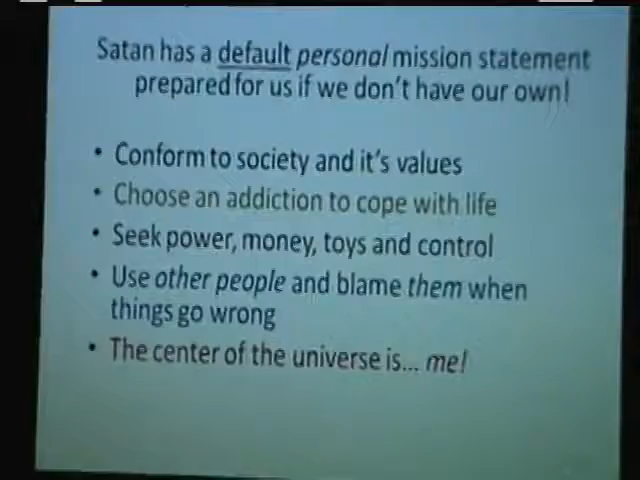 Satan has a default personal mission statement
prepared for us if we don't have our own!
• Conform to society and it's values
• Choose an addiction to cope with life
• Seek power, money, toys and control
• Use other people and blame them when
things go wrong
• The center of the universe is... me!